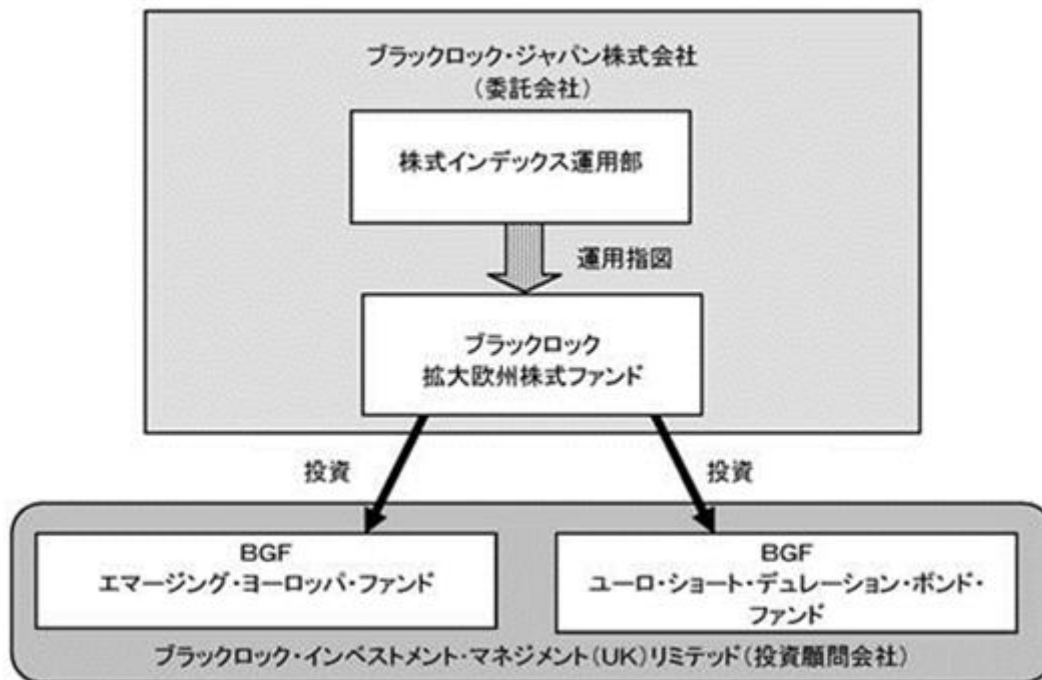 ブラックロック・ジャパン株式会社
（委託会社）
株式インデックス運用部
運用指図
ブラックロック
拡大欧州株式ファンド
投資
投資
BGF
エマージング・ヨーロッパ・ファンド
BGF
ユーロ・ショート・デュレーション・ボンド・
ファンド
ブラックロック・インベストメント・マネジメント（UK）リミテッド（投資顧問会社）